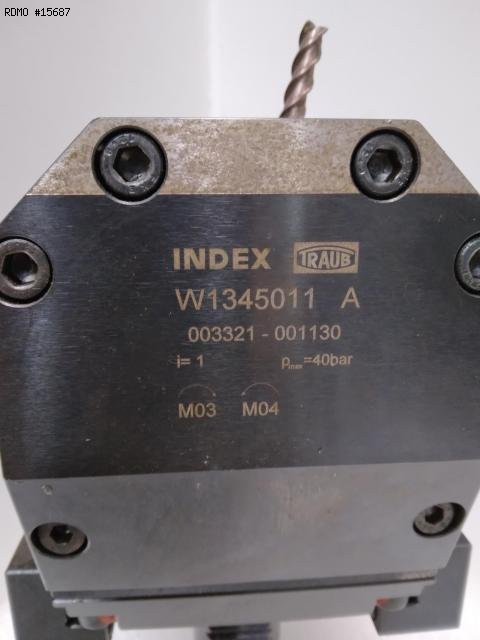 RDMO #15687
INDEX TRAUB
W1345011 A
003321-001130
i=1 pmax=40bar
M03 M04